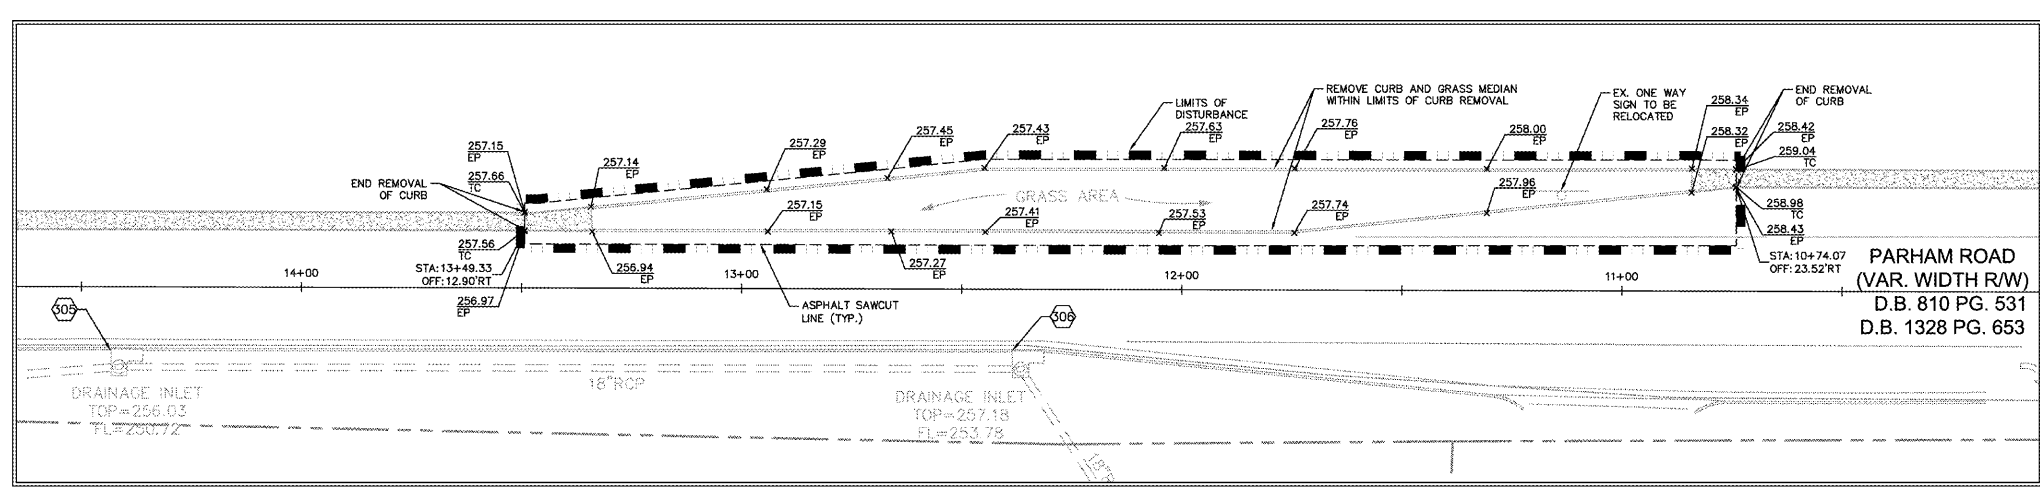 LIMITS OF
DISTURBANCE
REMOVE CURB AND GRASS MEDIAN
WITHIN LIMITS OF CURB REMOVAL
EX. ONE WAY
SIGN TO BE
RELOCATED
END REMOVAL
OF CURB
257.15
EP
257.66
TC
257.14
EP
257.29
EP
257.45
EP
257.43
EP
257.63
EP
257.76
EP
258.00
EP
258.34
EP
258.32
EP
258.42
EP
259.04
TC
END REMOVAL
OF CURB
GRASS AREA
257.15
EP
257.41
EP
257.53
EP
257.74
EP
257.96
EP
258.98
TC
258.43
EP
257.66
TC
STA:13+49.33
OFF:12.90'RT
256.97
EP
256.94
EP
257.27
EP
STA:10+74.07
OFF:23.52'RT
14+00
13+00
12+00
11+00
ASPHALT SAWCUT
LINE (TYP.)
PARHAM ROAD
(VAR. WIDTH R/W)
D.B. 810 PG. 531
D.B. 1328 PG. 653
305
306
18"RCP
DRAINAGE INLET
TOP=256.03
FL=250.72
DRAINAGE INLET
TOP=257.18
FL=253.78